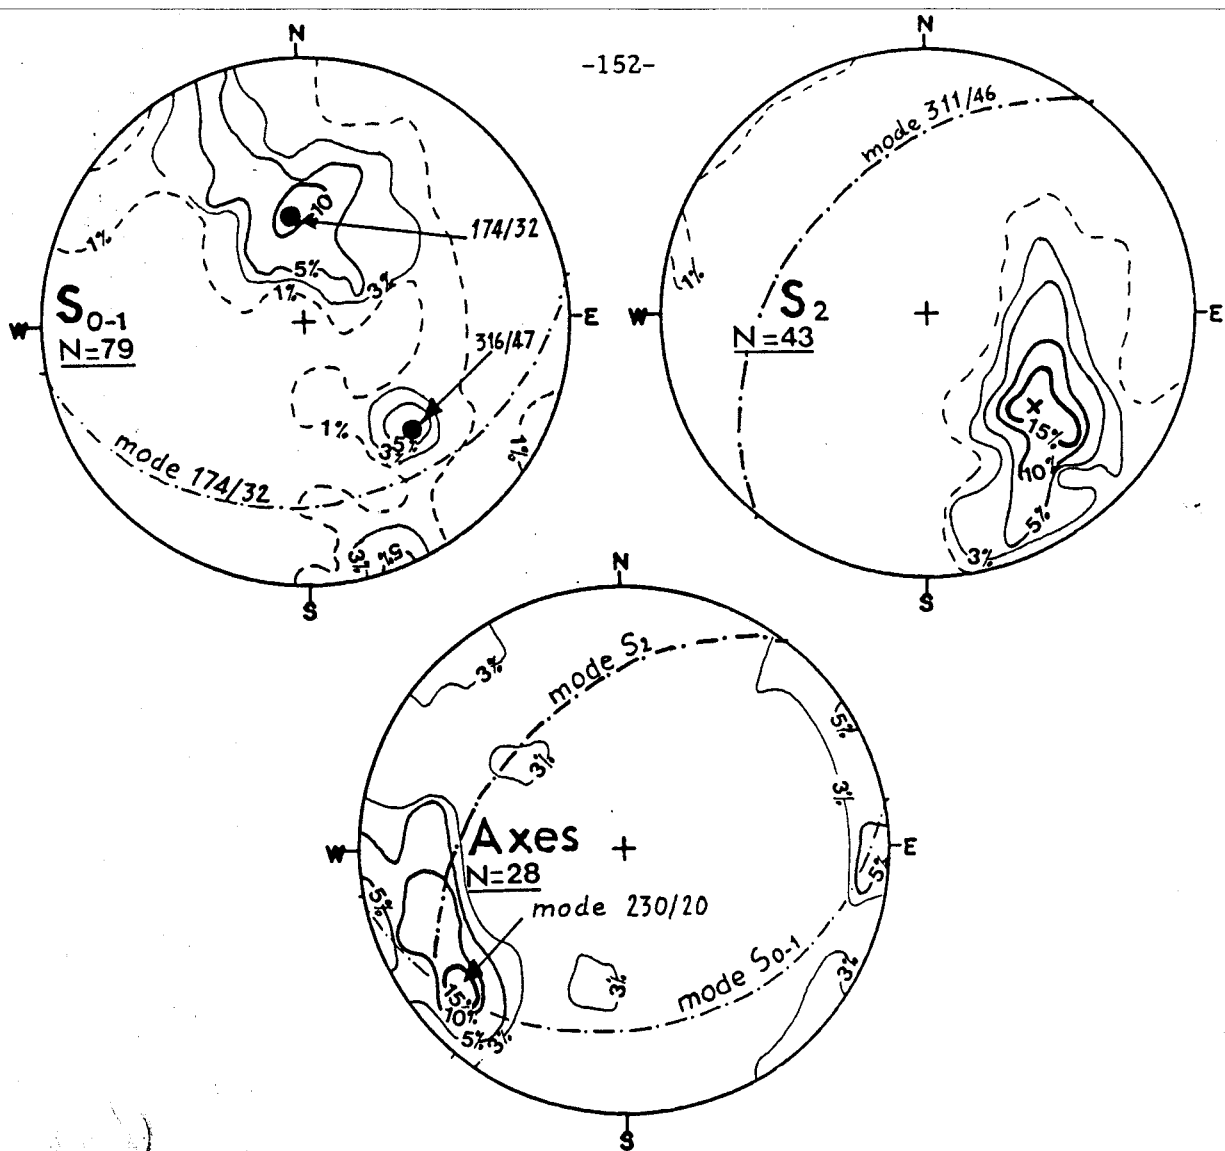 -152-
N
10
174/32
1%
5%
3%
1%
S0-1
N=79
W
E
316/47
1%
5%
3%
1%
mode 174/32
3%
5%
S
N
mode 311/46
1%
S2
N=43
W
E
15%
10%
5%
3%
S
N
mode S2
3%
5%
3%
3%
Axes
N=28
W
E
5%
5%
mode 230/20
15%
10%
5%
3%
3%
mode S0-1
3%
S